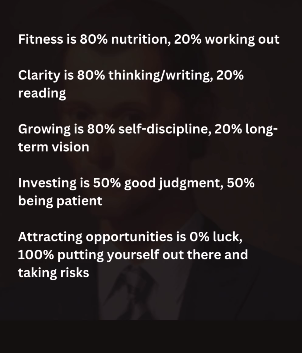 Fitness is 80% nutrition, 20% working out
Clarity is 80% thinking/writing, 20%
reading
Growing is 80% self-discipline, 20% long-
term vision
Investing is 50% good judgment, 50%
being patient
Attracting opportunities is 0% luck,
100% putting yourself out there and
taking risks